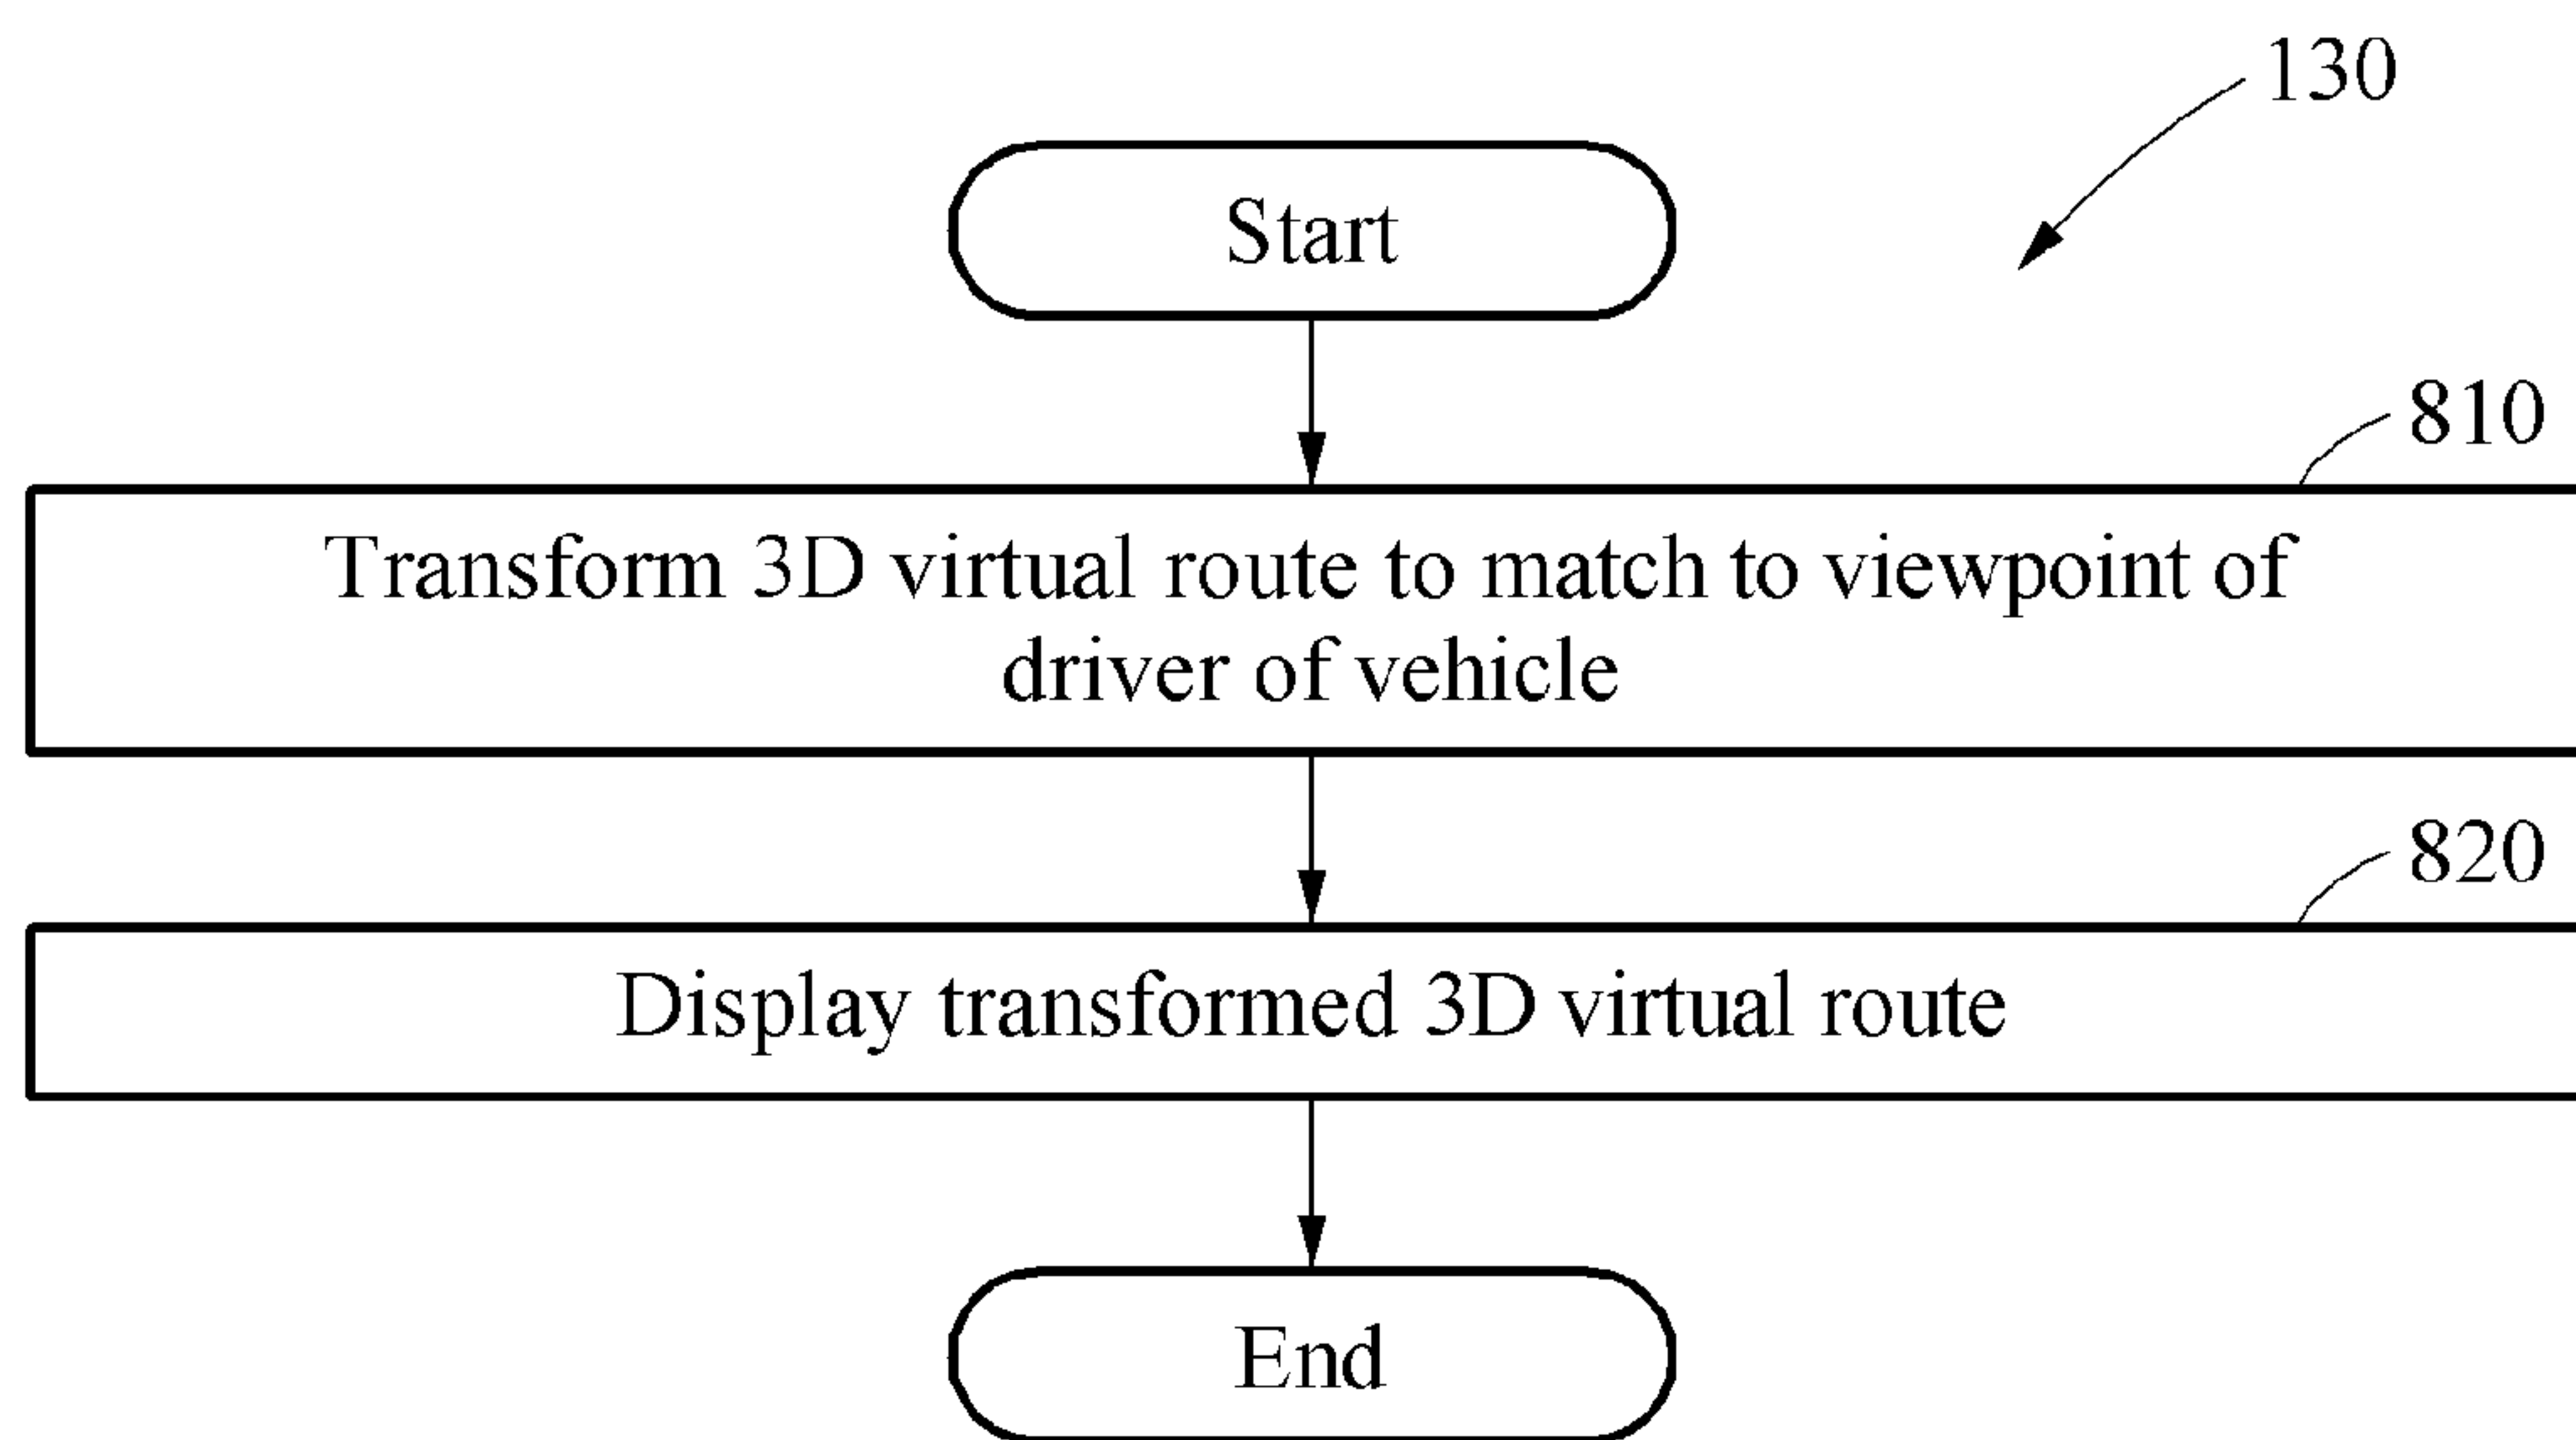 130
Start
810
Transform 3D virtual route to match to viewpoint of
driver of vehicle
820
Display transformed 3D virtual route
End